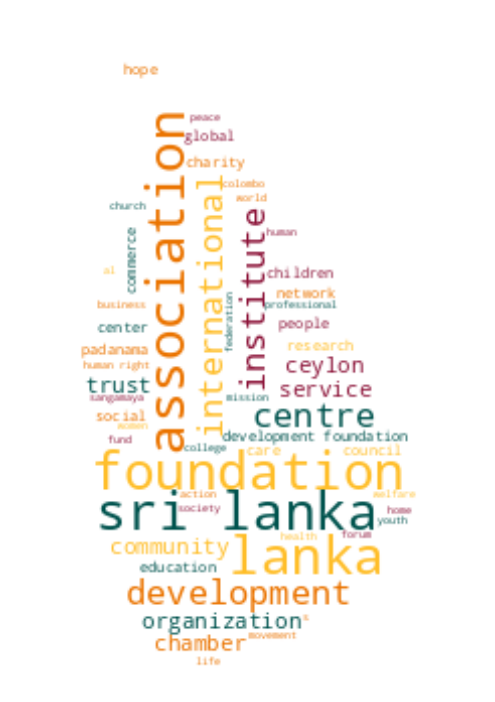 hope
peace
global
charity
association
international
colombo
world
church
institute
human
commerce
al
children
network
business
professional
federation
center
people
padanama
research
human right
ceylon
trust
service
sangamaya
mission
social
centre
women
fund
development foundation
college
care
council
foundation
action
welfare
sri lanka
society
home
youth
health
forum
community
lanka
education
development
organization
s
chamber
movement
life